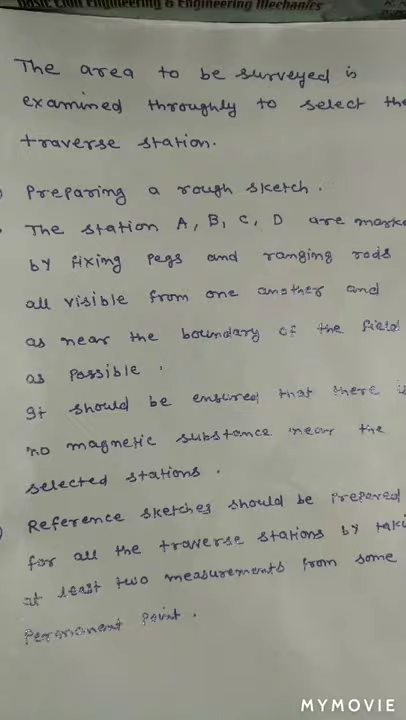 Basic Civil Engineering & Engineering Mechanics
The area to be surveyed is
examined throughly to select the
traverse station.
Preparing a rough sketch.
The station A, B, C, D are marke
by fixing pegs and ranging rods
all visible from one another and
as near the boundary of the field
as possible.
It should be ensured that there is
no magnetic substance near the
selected stations.
Reference sketches should be prepared
for all the traverse stations by taki
at least two measurements from some
permanent point.
MYMOVIE